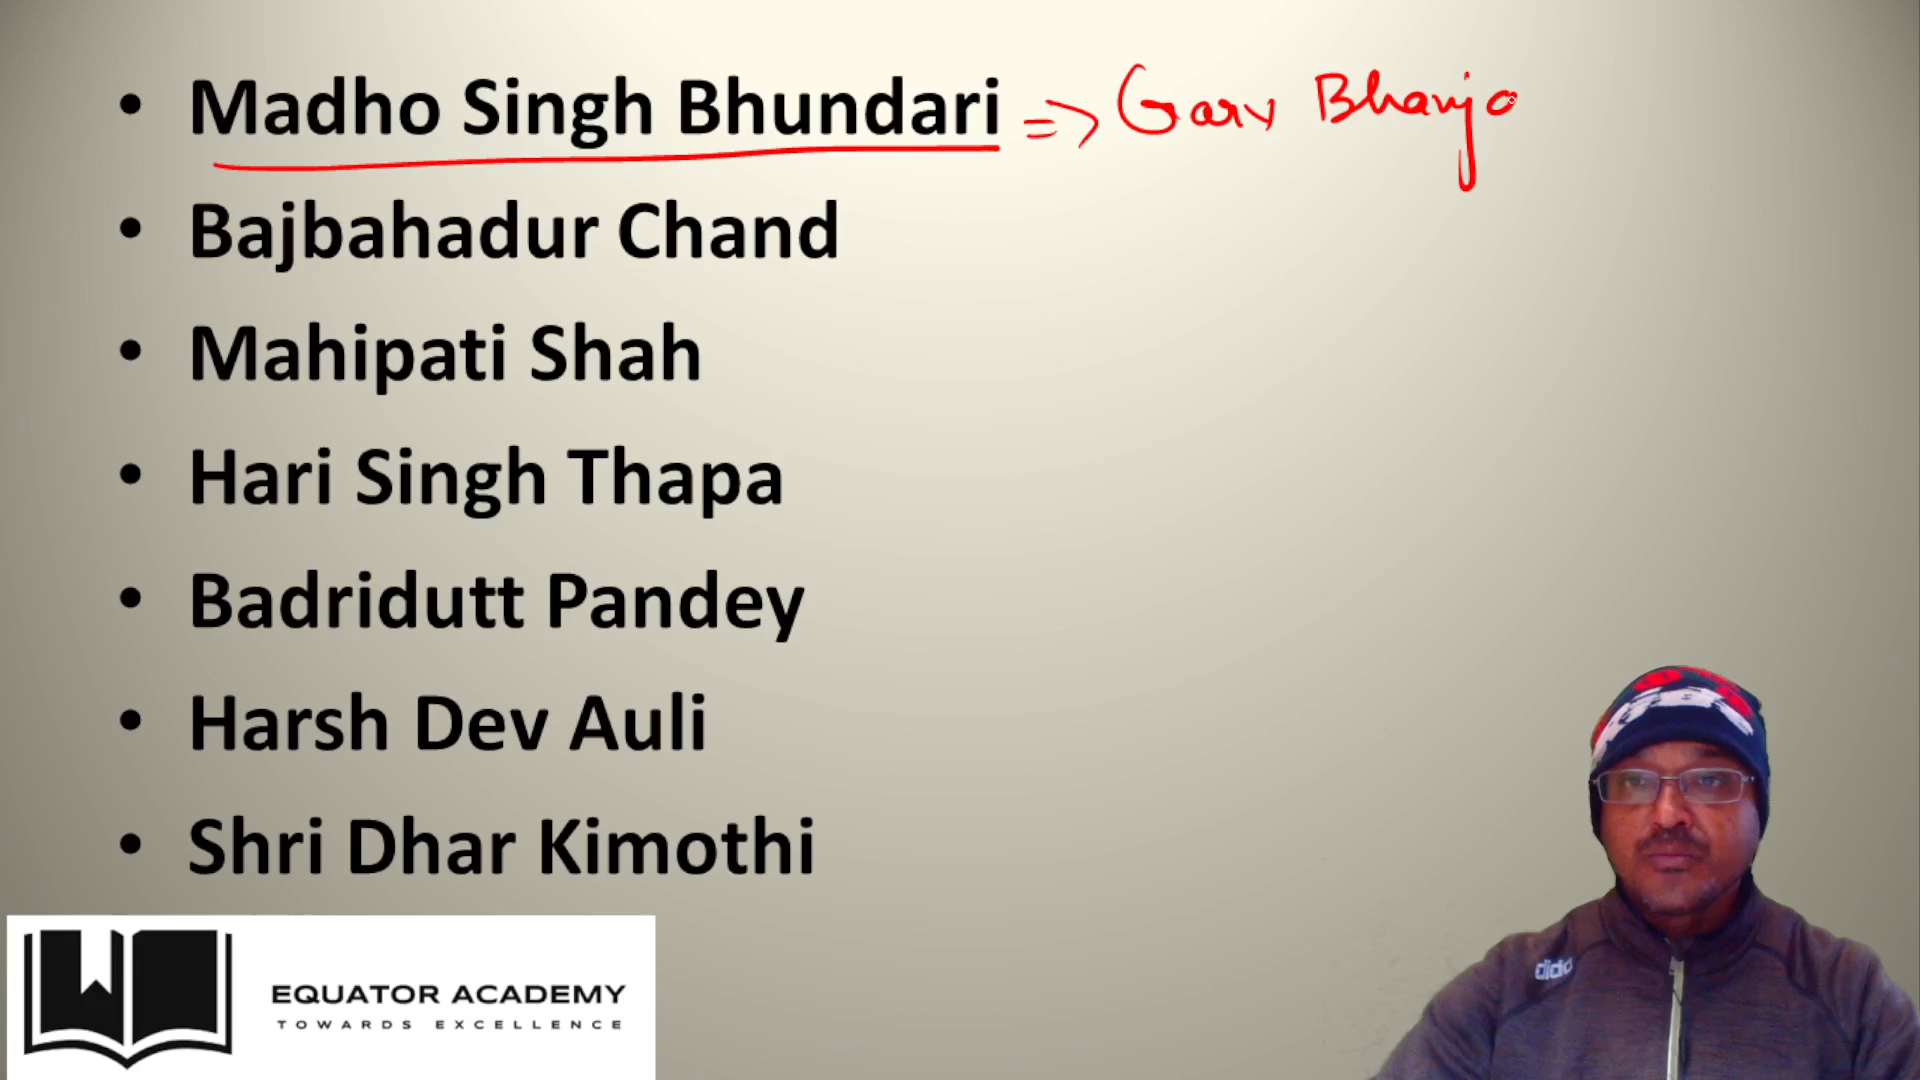 • Madho Singh Bhundari => Garv Bhanjo
• Bajbahadur Chand
• Mahipati Shah
• Hari Singh Thapa
• Badridutt Pandey
• Harsh Dev Auli
• Shri Dhar Kimothi
EQUATOR ACADEMY
TOWARDS EXCELLENCE